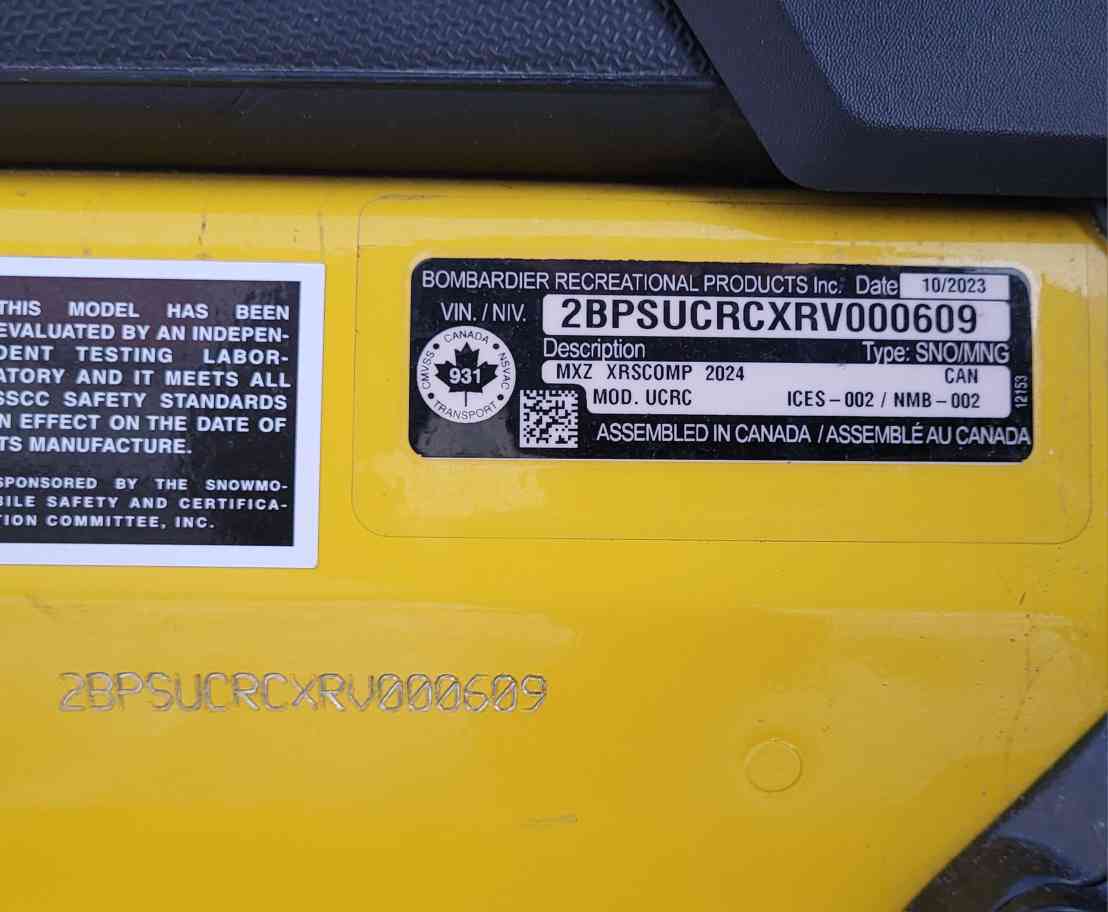 THIS MODEL HAS BEEN
EVALUATED BY AN INDEPEN-
DENT TESTING LABOR-
ATORY AND IT MEETS ALL
SSCC SAFETY STANDARDS
IN EFFECT ON THE DATE OF
ITS MANUFACTURE.
SPONSORED BY THE SNOWMO-
BILE SAFETY AND CERTIFICA-
TION COMMITTEE, INC.
BOMBARDIER RECREATIONAL PRODUCTS Inc. Date 10/2023
VIN. / NIV. 2BPSUCRCXRV000609
Description Type: SNO/MNG
MXZ XRSCOMP 2024 CAN
MOD. UCRC ICES-002 / NMB-002
ASSEMBLED IN CANADA / ASSEMBLÉ AU CANADA
12153
CANADA
CMVSS
NSVAC
931
TRANSPORT
2BPSUCRCXRV000609